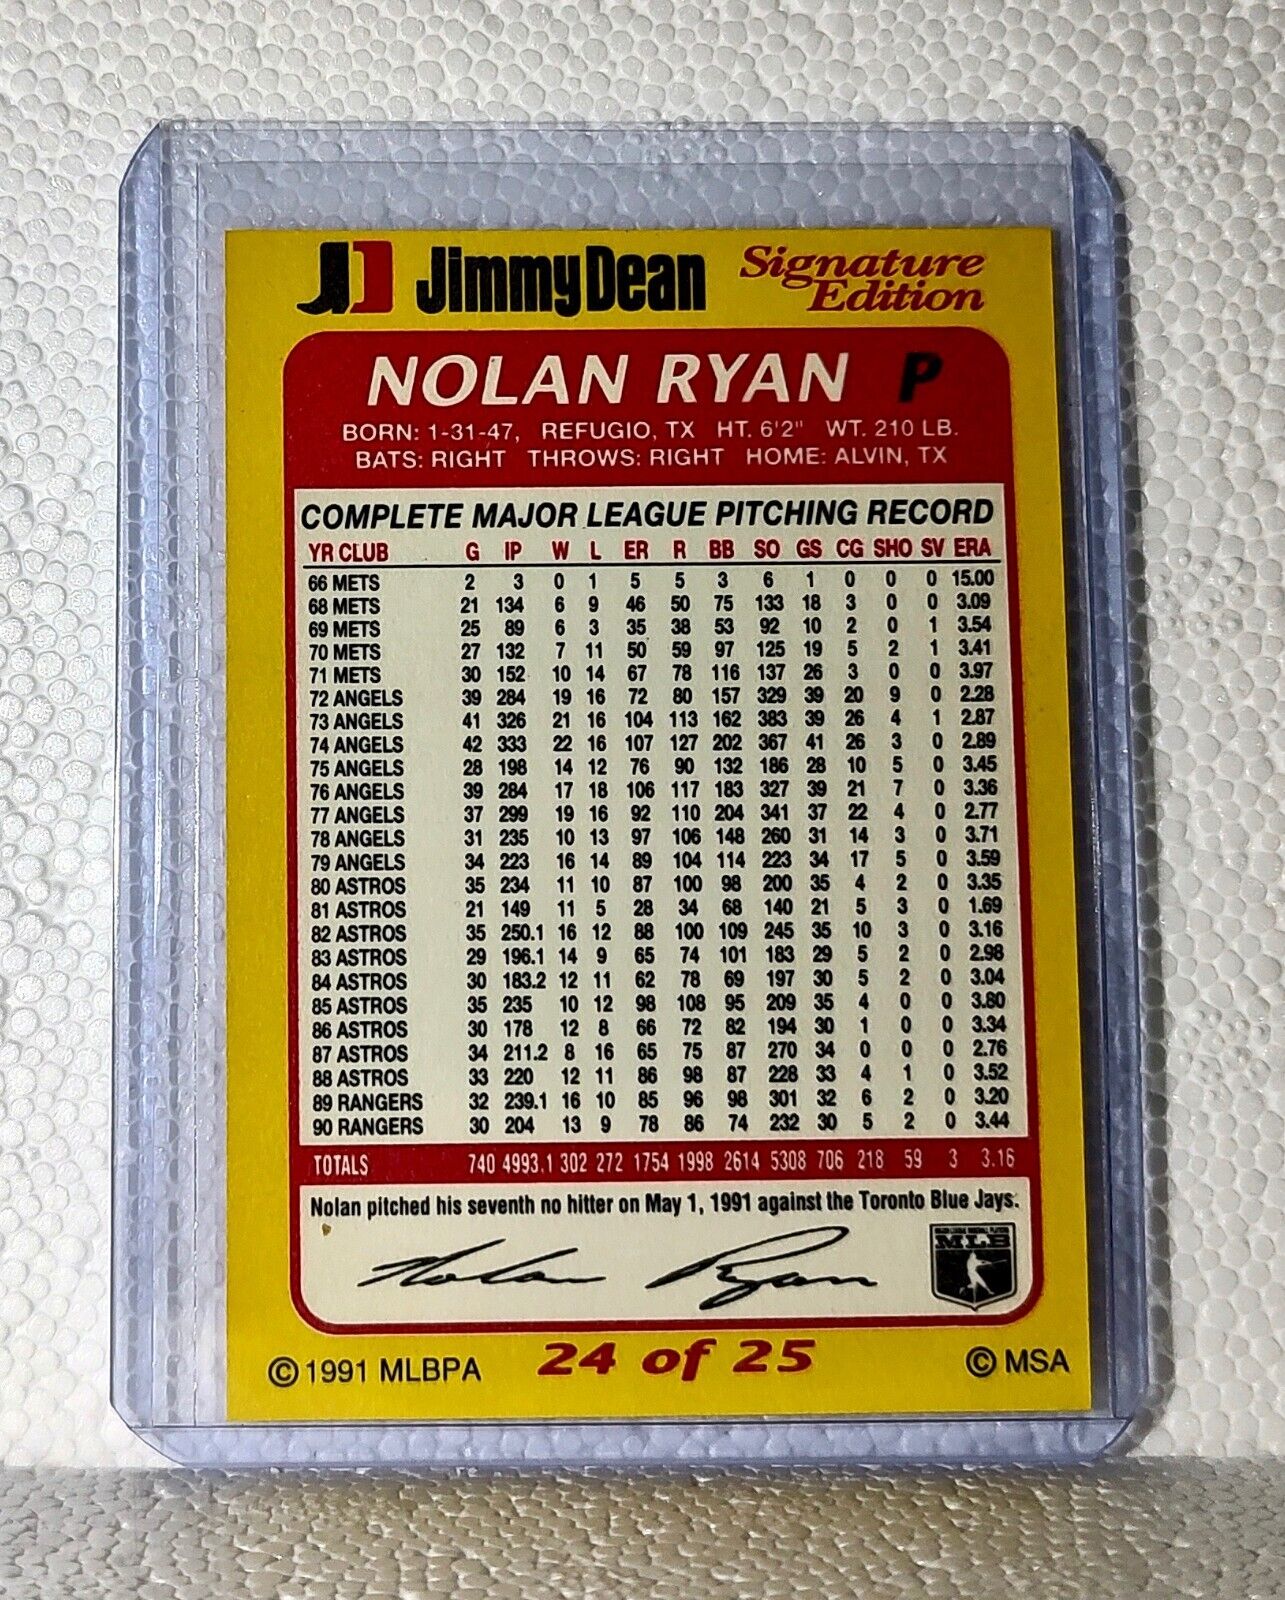 JD Jimmy Dean Signature Edition
NOLAN RYAN P
BORN: 1-31-47, REFUGIO, TX HT. 6'2" WT. 210 LB.
BATS: RIGHT THROWS: RIGHT HOME: ALVIN, TX
COMPLETE MAJOR LEAGUE PITCHING RECORD
YR CLUB G IP W L ER R BB SO GS CG SHO SV ERA
66 METS 2 3 0 1 5 5 3 6 1 0 0 0 15.00
68 METS 21 134 6 9 46 50 75 133 18 3 0 0 3.09
69 METS 25 89 6 3 35 38 53 92 10 2 0 1 3.54
70 METS 27 132 7 11 50 59 97 125 19 5 2 1 3.41
71 METS 30 152 10 14 67 78 116 137 26 3 0 0 3.97
72 ANGELS 39 284 19 16 72 80 157 329 39 20 9 0 2.28
73 ANGELS 41 326 21 16 104 113 162 383 39 26 4 1 2.87
74 ANGELS 42 333 22 16 107 127 202 367 41 26 3 0 2.89
75 ANGELS 28 198 14 12 76 90 132 186 28 10 5 0 3.45
76 ANGELS 39 284 17 18 106 117 183 327 39 21 7 0 3.36
77 ANGELS 37 299 19 16 92 110 204 341 37 22 4 0 2.77
78 ANGELS 31 235 10 13 97 106 148 260 31 14 3 0 3.71
79 ANGELS 34 223 16 14 89 104 114 223 34 17 5 0 3.59
80 ASTROS 35 234 11 10 87 100 98 200 35 4 2 0 3.35
81 ASTROS 21 149 11 5 28 34 68 140 21 5 3 0 1.69
82 ASTROS 35 250.1 16 12 88 100 109 245 35 10 3 0 3.16
83 ASTROS 29 196.1 14 9 65 74 101 183 29 5 2 0 2.98
84 ASTROS 30 183.2 12 11 62 78 69 197 30 5 2 0 3.04
85 ASTROS 35 235 10 12 98 108 95 209 35 4 0 0 3.80
86 ASTROS 30 178 12 8 66 72 82 194 30 1 0 0 3.34
87 ASTROS 34 211.2 8 16 65 75 87 270 34 0 0 0 2.76
88 ASTROS 33 220 12 11 86 98 87 228 33 4 1 0 3.52
89 RANGERS 32 239.1 16 10 85 96 98 301 32 6 2 0 3.20
90 RANGERS 30 204 13 9 78 86 74 232 30 5 2 0 3.44
TOTALS 740 4993.1 302 272 1754 1998 2614 5308 706 218 59 3 3.16
Nolan pitched his seventh no hitter on May 1, 1991 against the Toronto Blue Jays.
Nolan Ryan
MLB
© 1991 MLBPA 24 of 25 © MSA